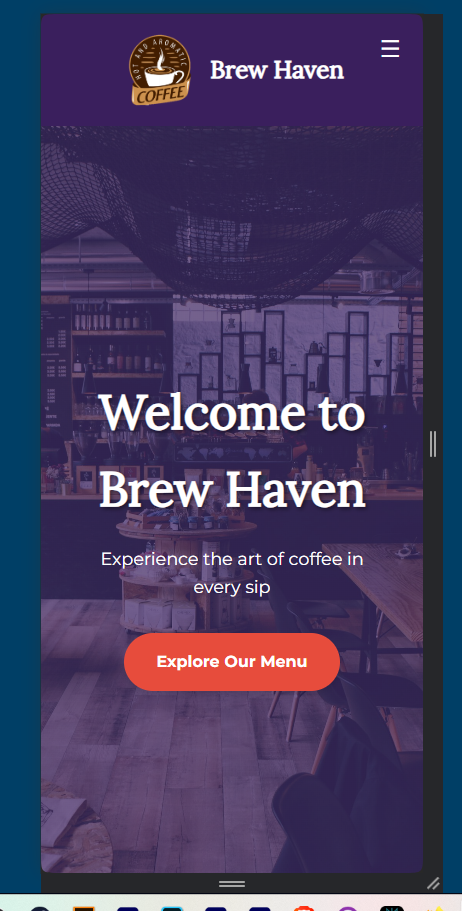 HOT AND AROMATIC
COFFEE
Brew Haven
Welcome to
Brew Haven
Experience the art of coffee in
every sip
Explore Our Menu